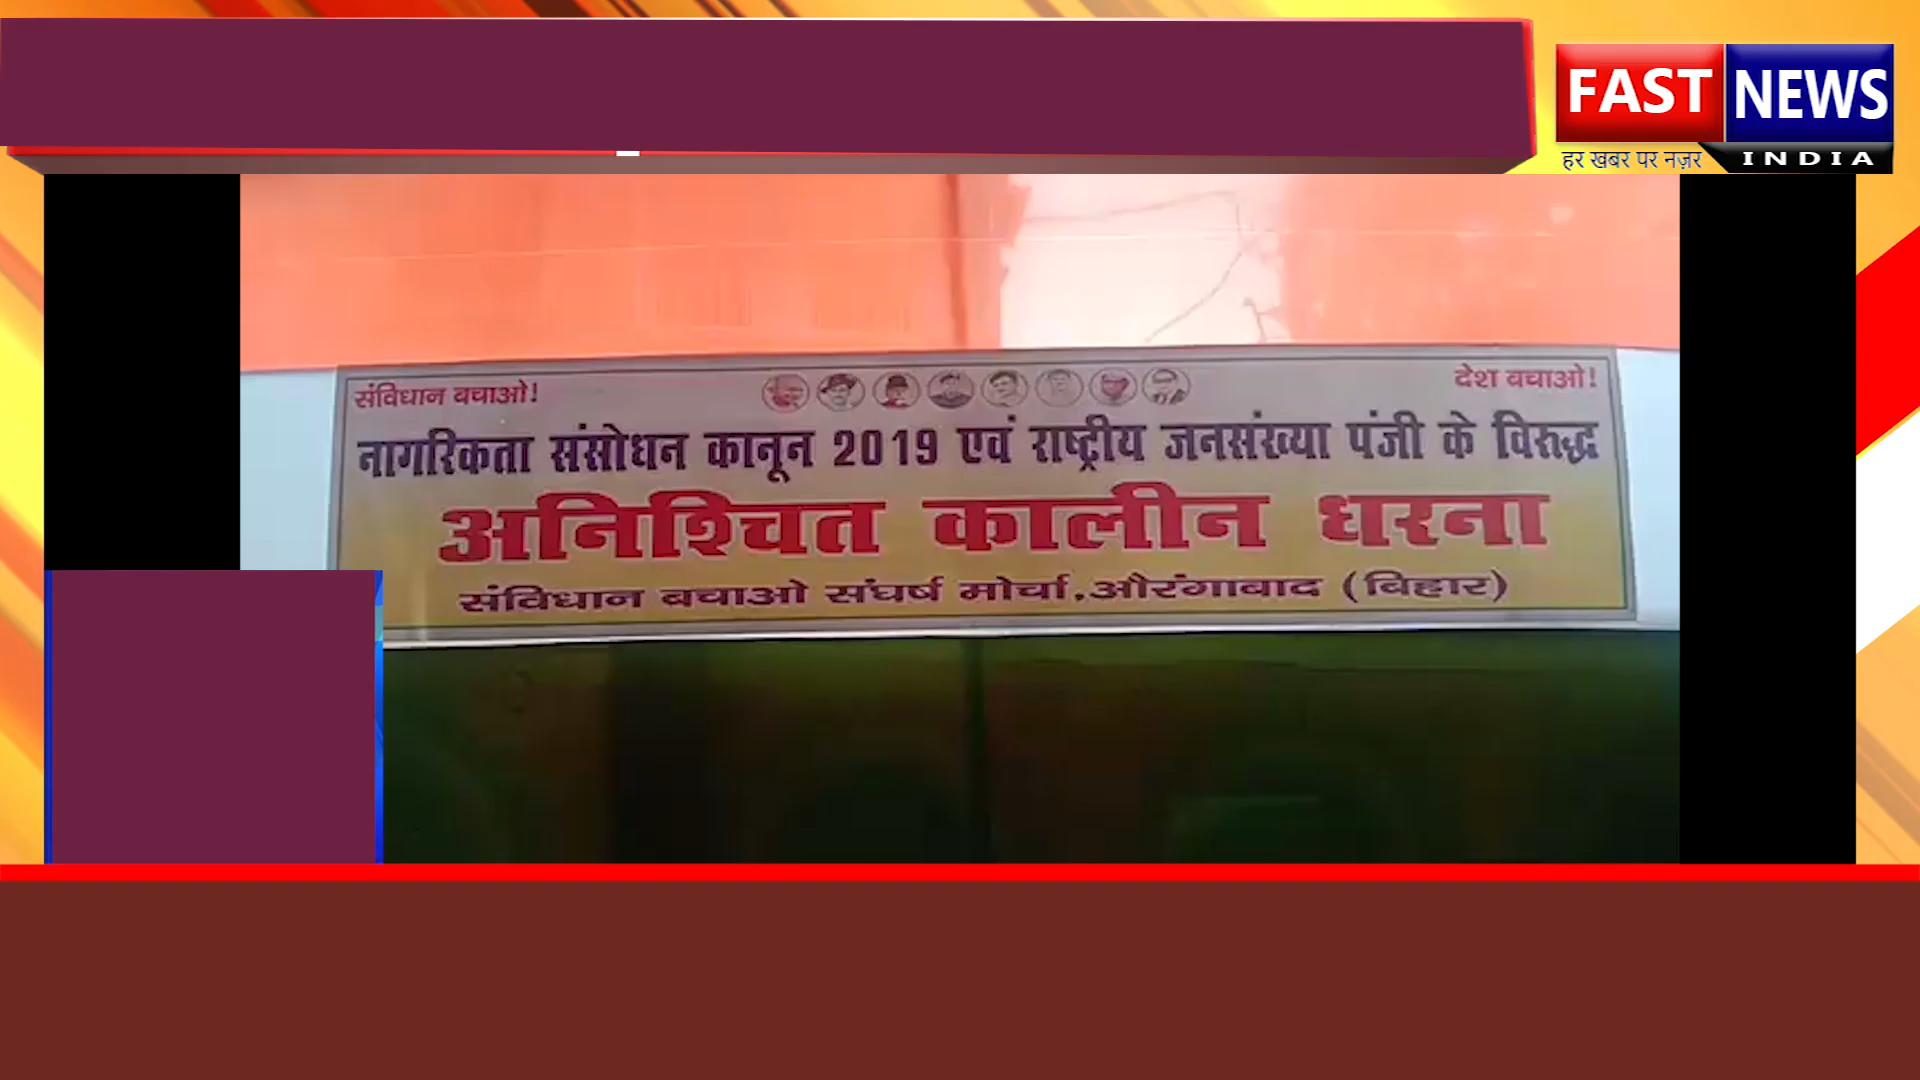 FAST NEWS
हर खबर पर नज़र INDIA
संविधान बचाओ! देश बचाओ!
नागरिकता संसोधन कानून 2019 एवं राष्ट्रीय जनसंख्या पंजी के विरुद्ध
अनिश्चित कालीन धरना
संविधान बचाओ संघर्ष मोर्चा,औरंगाबाद (बिहार)